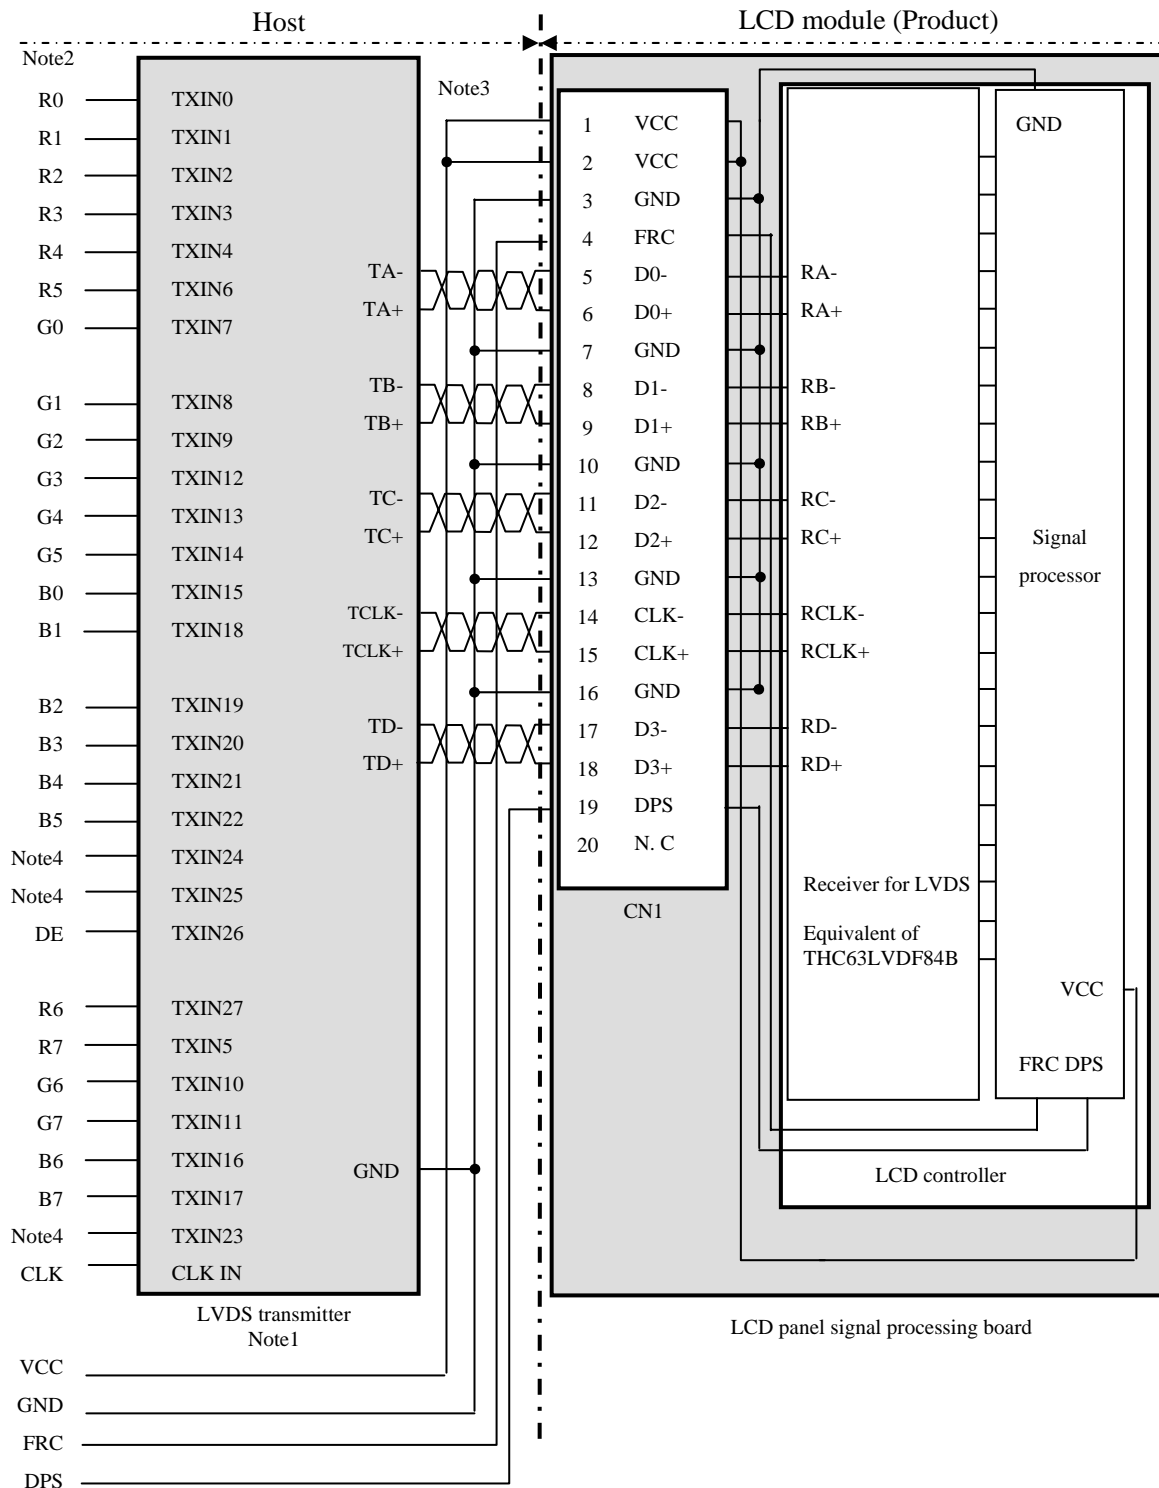 Host
LCD module (Product)
Note2
Note3
R0 TXIN0
R1 TXIN1
R2 TXIN2
R3 TXIN3
R4 TXIN4
R5 TXIN6
G0 TXIN7
G1 TXIN8
G2 TXIN9
G3 TXIN12
G4 TXIN13
G5 TXIN14
B0 TXIN15
B1 TXIN18
B2 TXIN19
B3 TXIN20
B4 TXIN21
B5 TXIN22
Note4 TXIN24
Note4 TXIN25
DE TXIN26
R6 TXIN27
R7 TXIN5
G6 TXIN10
G7 TXIN11
B6 TXIN16
B7 TXIN17
Note4 TXIN23
CLK CLK IN
TA-
TA+
TB-
TB+
TC-
TC+
TCLK-
TCLK+
TD-
TD+
GND
LVDS transmitter
Note1
VCC
GND
FRC
DPS
1 VCC
2 VCC
3 GND
4 FRC
5 D0-
6 D0+
7 GND
8 D1-
9 D1+
10 GND
11 D2-
12 D2+
13 GND
14 CLK-
15 CLK+
16 GND
17 D3-
18 D3+
19 DPS
20 N. C
CN1
RA-
RA+
RB-
RB+
RC-
RC+
RCLK-
RCLK+
RD-
RD+
Receiver for LVDS
Equivalent of
THC63LVDF84B
GND
Signal
processor
VCC
FRC DPS
LCD controller
LCD panel signal processing board